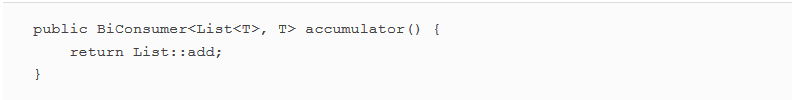 public BiConsumer<List<T>, T> accumulator() {
    return List::add;
}